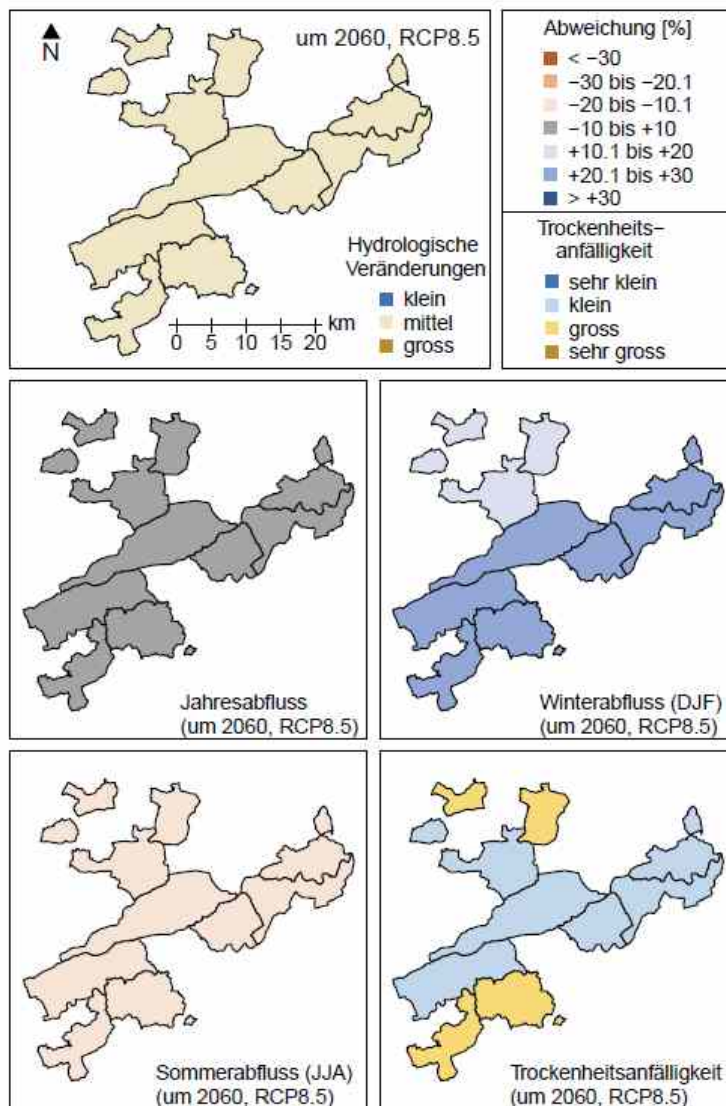 N
um 2060, RCP8.5
Hydrologische
Veränderungen
klein
mittel
gross
km
0 5 10 15 20
Abweichung [%]
< −30
−30 bis −20.1
−20 bis −10.1
−10 bis +10
+10.1 bis +20
+20.1 bis +30
> +30
Trockenheits−
anfälligkeit
sehr klein
klein
gross
sehr gross
Jahresabfluss
(um 2060, RCP8.5)
Winterabfluss (DJF)
(um 2060, RCP8.5)
Sommerabfluss (JJA)
(um 2060, RCP8.5)
Trockenheitsanfälligkeit
(um 2060, RCP8.5)